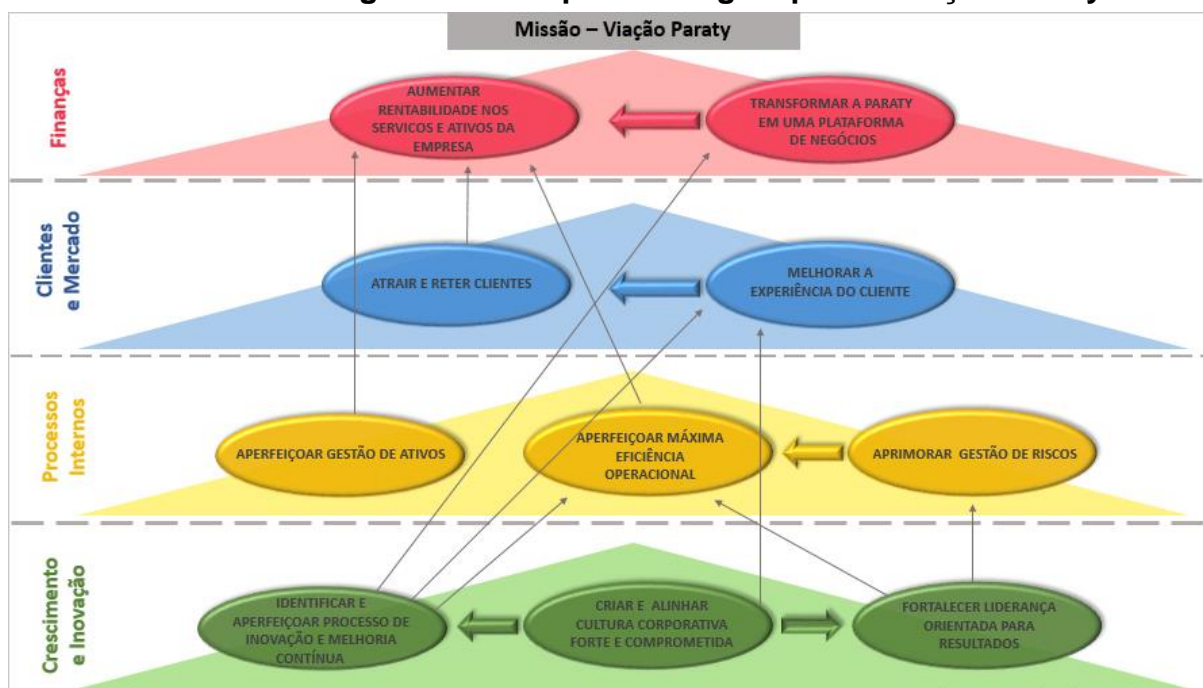 Missão – Viação Paraty
Finanças
AUMENTAR
RENTABILIDADE NOS
SERVICOS E ATIVOS DA
EMPRESA
TRANSFORMAR A PARATY
EM UMA PLATAFORMA
DE NEGÓCIOS
Clientes
e Mercado
ATRAIR E RETER CLIENTES
MELHORAR A
EXPERIÊNCIA DO CLIENTE
Processos
Internos
APERFEIÇOAR GESTÃO DE ATIVOS
APERFEIÇOAR MÁXIMA
EFICIÊNCIA
OPERACIONAL
APRIMORAR GESTÃO DE RISCOS
Crescimento
e Inovação
IDENTIFICAR E
APERFEIÇOAR PROCESSO DE
INOVAÇÃO E MELHORIA
CONTÍNUA
CRIAR E ALINHAR
CULTURA CORPORATIVA
FORTE E COMPROMETIDA
FORTALECER LIDERANÇA
ORIENTADA PARA
RESULTADOS